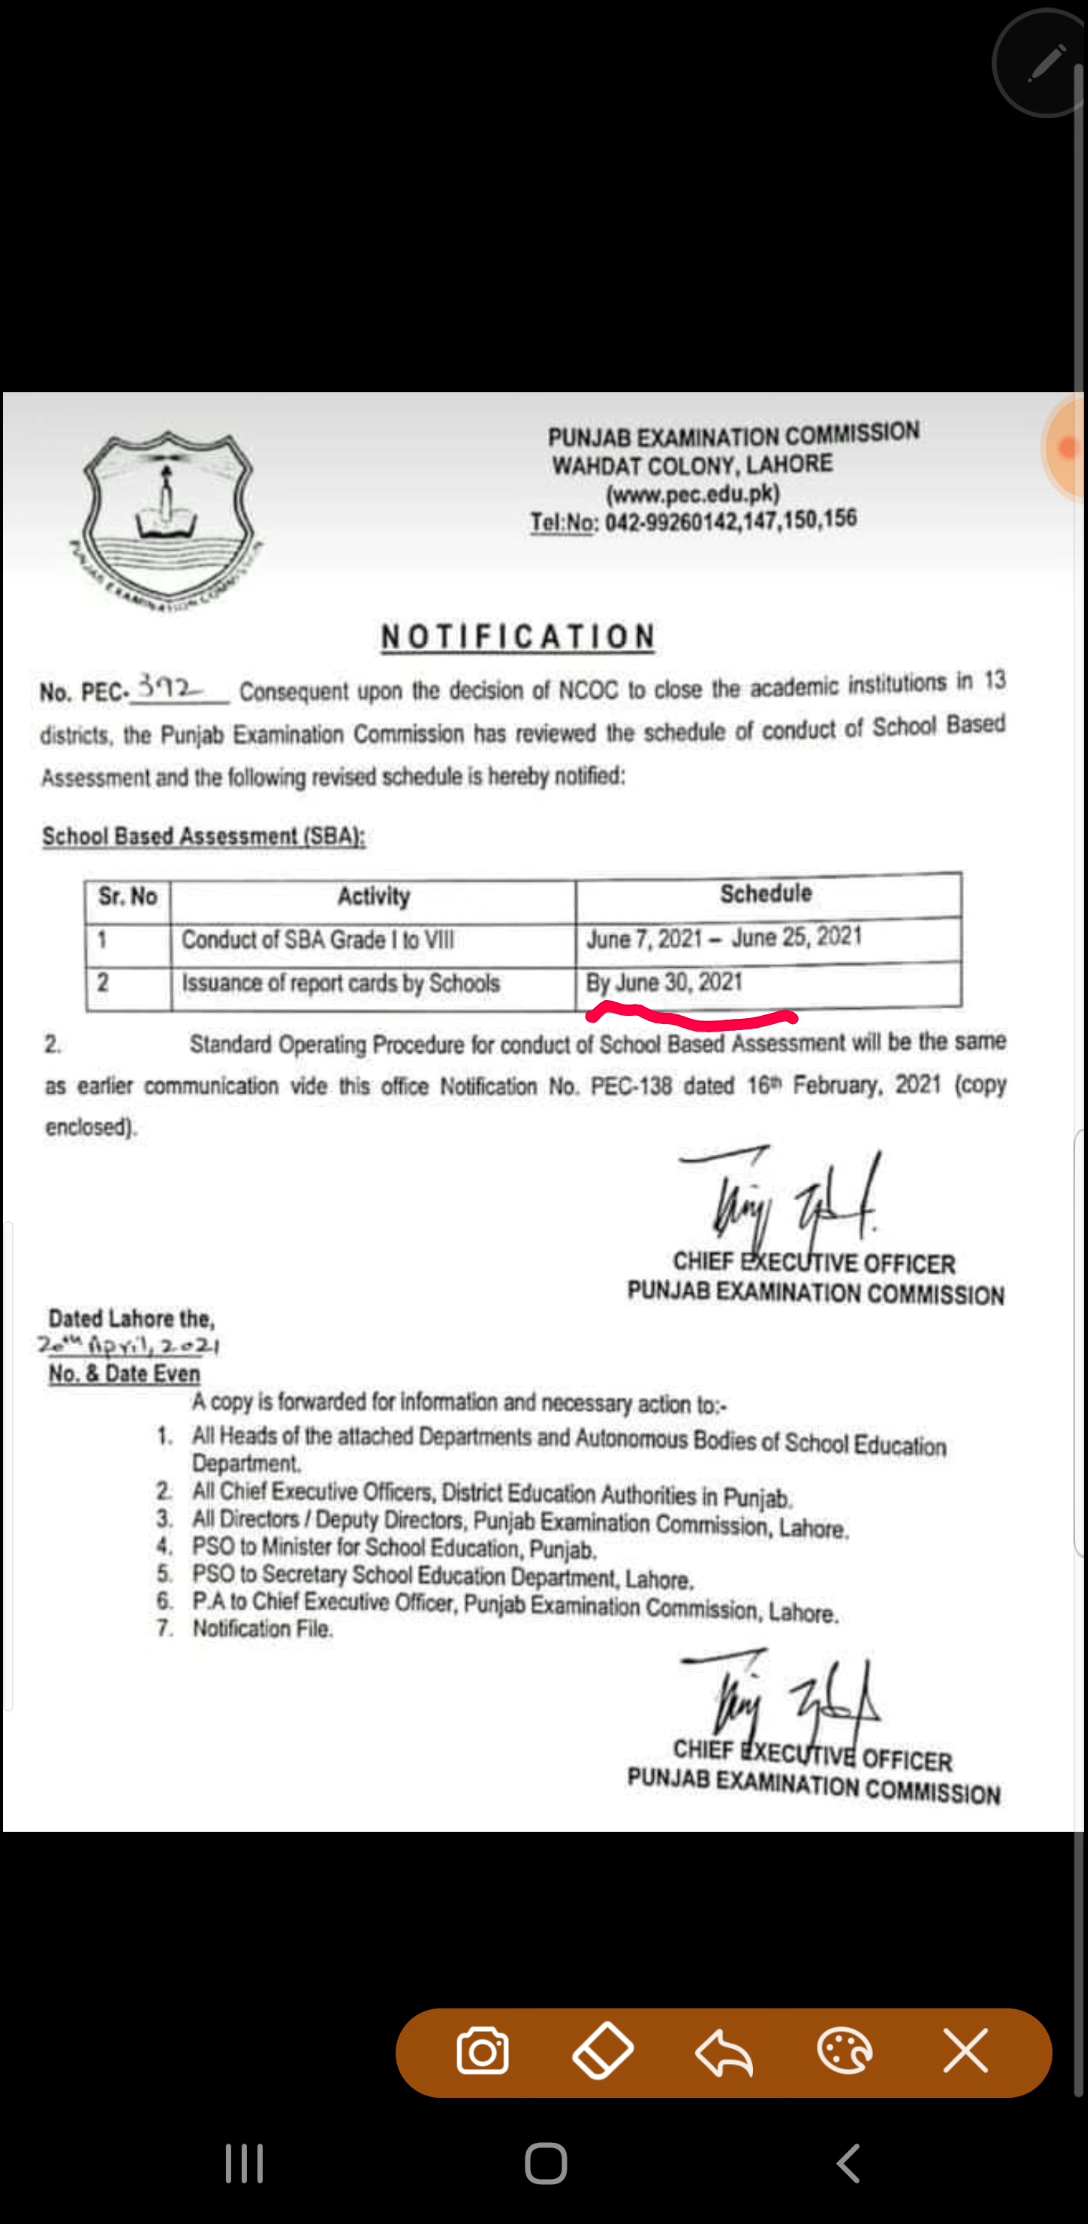 PUNJAB EXAMINATION COMMISSION
WAHDAT COLONY, LAHORE
(www.pec.edu.pk)
Tel:No: 042-99260142,147,150,156
PUNJAB EXAMINATION COMMISSION
NOTIFICATION
No. PEC-392 Consequent upon the decision of NCOC to close the academic institutions in 13
districts, the Punjab Examination Commission has reviewed the schedule of conduct of School Based
Assessment and the following revised schedule is hereby notified:
School Based Assessment (SBA):
Sr. No Activity Schedule
1 Conduct of SBA Grade I to VIII June 7, 2021 – June 25, 2021
2 Issuance of report cards by Schools By June 30, 2021
2. Standard Operating Procedure for conduct of School Based Assessment will be the same
as earlier communication vide this office Notification No. PEC-138 dated 16th February, 2021 (copy
enclosed).
CHIEF EXECUTIVE OFFICER
PUNJAB EXAMINATION COMMISSION
Dated Lahore the,
20th April, 2021
No. & Date Even
A copy is forwarded for information and necessary action to:-
1. All Heads of the attached Departments and Autonomous Bodies of School Education
Department.
2. All Chief Executive Officers, District Education Authorities in Punjab.
3. All Directors / Deputy Directors, Punjab Examination Commission, Lahore.
4. PSO to Minister for School Education, Punjab.
5. PSO to Secretary School Education Department, Lahore.
6. P.A to Chief Executive Officer, Punjab Examination Commission, Lahore.
7. Notification File.
CHIEF EXECUTIVE OFFICER
PUNJAB EXAMINATION COMMISSION